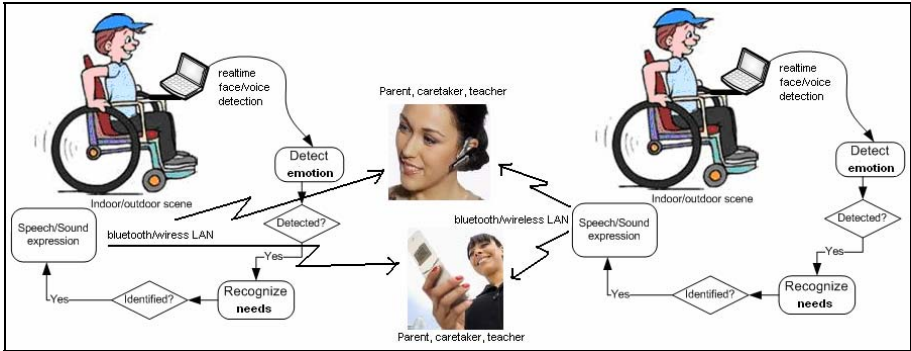 realtime
face/voice
detection
Detect
emotion
Indoor/outdoor scene
Detected?
Speech/Sound
expression
bluetooth/wiress LAN
Yes
Recognize
needs
Identified?
Yes
Parent, caretaker, teacher
Parent, caretaker, teacher
realtime
face/voice
detection
Detect
emotion
Indoor/outdoor scene
Detected?
bluetooth/wireless LAN
Speech/Sound
expression
Yes
Recognize
needs
Identified?
Yes